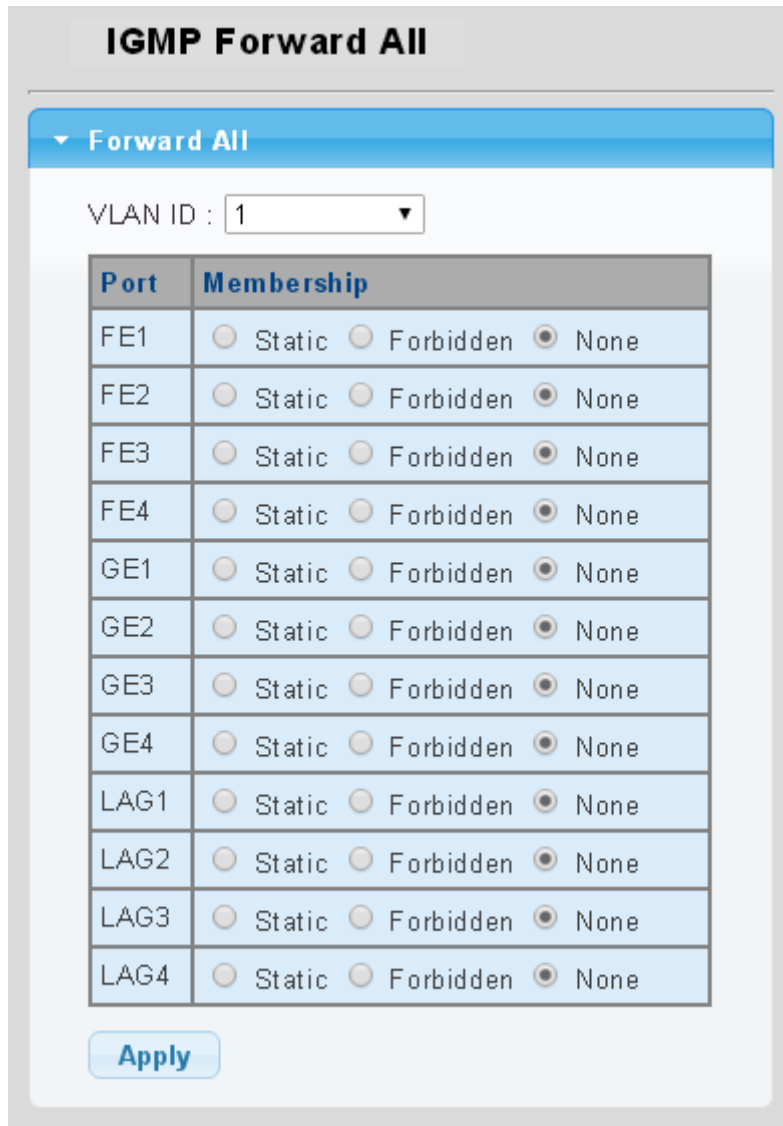 IGMP Forward All
Forward All
VLAN ID : 1
Port Membership
FE1 Static Forbidden None
FE2 Static Forbidden None
FE3 Static Forbidden None
FE4 Static Forbidden None
GE1 Static Forbidden None
GE2 Static Forbidden None
GE3 Static Forbidden None
GE4 Static Forbidden None
LAG1 Static Forbidden None
LAG2 Static Forbidden None
LAG3 Static Forbidden None
LAG4 Static Forbidden None
Apply